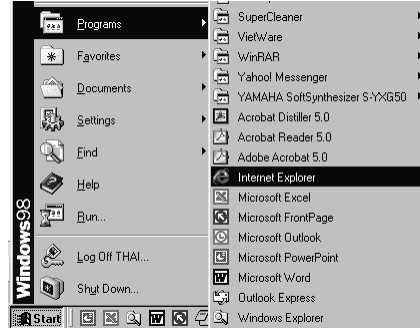 Programs
Favorites
Documents
Settings
Find
Help
Run...
Log Off THAI...
Shut Down...
Windows98
Start
SuperCleaner
VietWare
WinRAR
Yahoo! Messenger
YAMAHA SoftSynthesizer S-YXG50
Acrobat Distiller 5.0
Acrobat Reader 5.0
Adobe Acrobat 5.0
Internet Explorer
Microsoft Excel
Microsoft FrontPage
Microsoft Outlook
Microsoft PowerPoint
Microsoft Word
Outlook Express
Windows Explorer